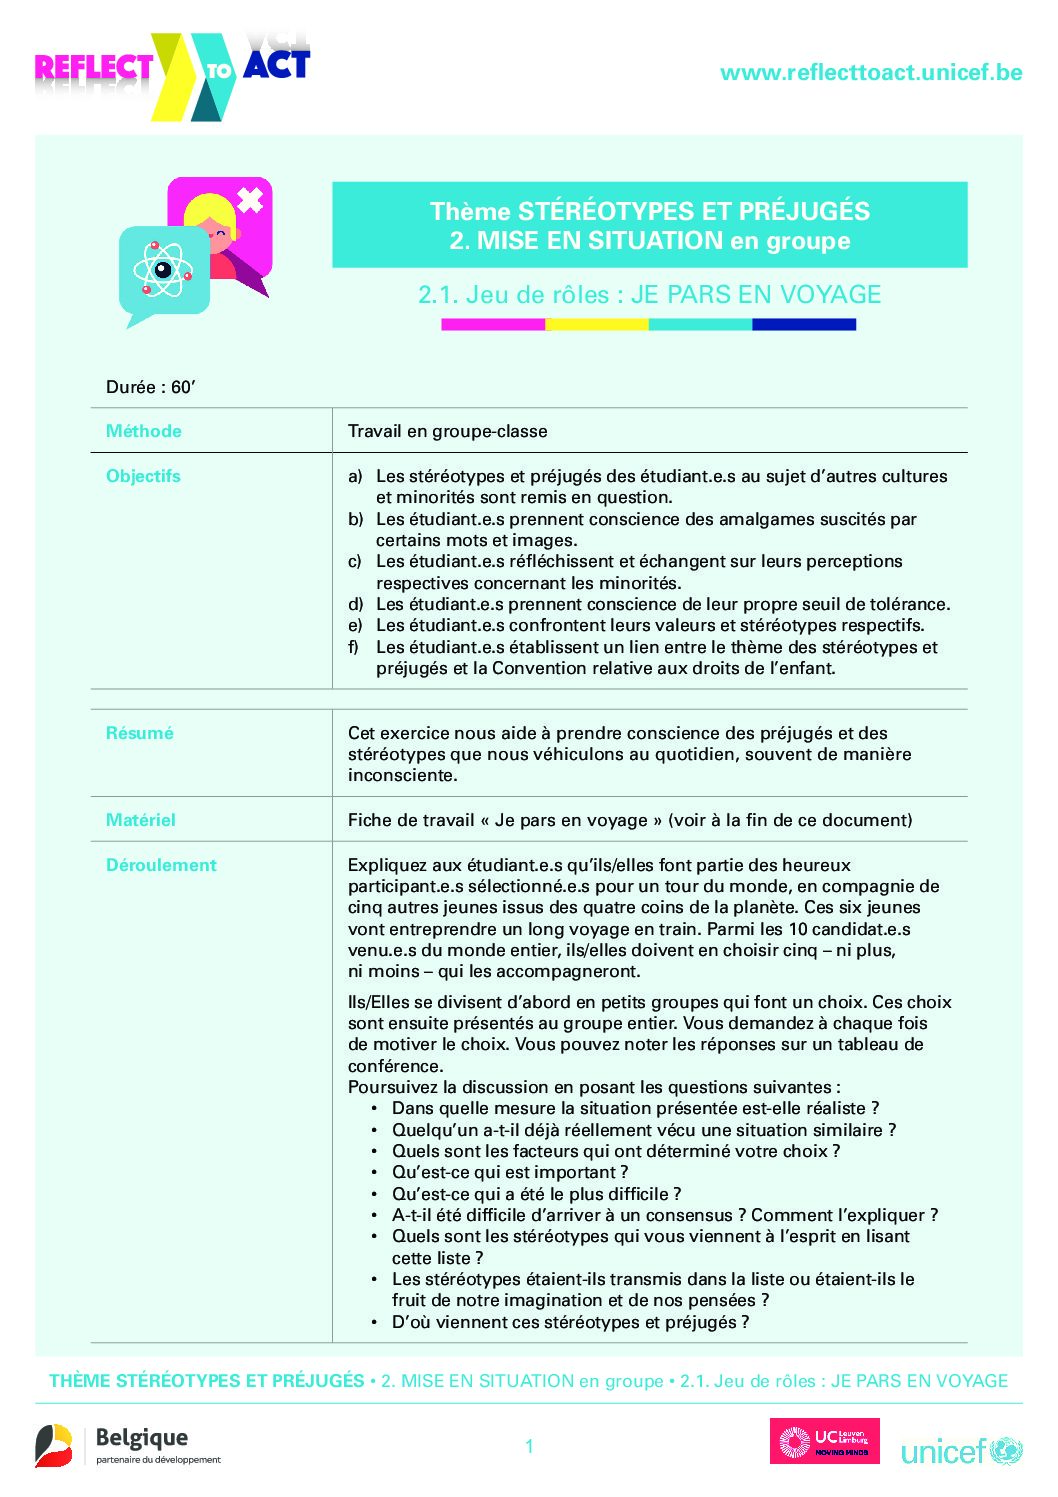 REFLECT TO ACT
www.reflecttoact.unicef.be
Thème STÉRÉOTYPES ET PRÉJUGÉS
2. MISE EN SITUATION en groupe
2.1. Jeu de rôles : JE PARS EN VOYAGE
Durée : 60’
Méthode
Travail en groupe-classe
Objectifs
a) Les stéréotypes et préjugés des étudiant.e.s au sujet d’autres cultures
et minorités sont remis en question.
b) Les étudiant.e.s prennent conscience des amalgames suscités par
certains mots et images.
c) Les étudiant.e.s réfléchissent et échangent sur leurs perceptions
respectives concernant les minorités.
d) Les étudiant.e.s prennent conscience de leur propre seuil de tolérance.
e) Les étudiant.e.s confrontent leurs valeurs et stéréotypes respectifs.
f) Les étudiant.e.s établissent un lien entre le thème des stéréotypes et
préjugés et la Convention relative aux droits de l’enfant.
Résumé
Cet exercice nous aide à prendre conscience des préjugés et des
stéréotypes que nous véhiculons au quotidien, souvent de manière
inconsciente.
Matériel
Fiche de travail « Je pars en voyage » (voir à la fin de ce document)
Déroulement
Expliquez aux étudiant.e.s qu’ils/elles font partie des heureux
participant.e.s sélectionné.e.s pour un tour du monde, en compagnie de
cinq autres jeunes issus des quatre coins de la planète. Ces six jeunes
vont entreprendre un long voyage en train. Parmi les 10 candidat.e.s
venu.e.s du monde entier, ils/elles doivent en choisir cinq – ni plus,
ni moins – qui les accompagneront.
Ils/Elles se divisent d’abord en petits groupes qui font un choix. Ces choix
sont ensuite présentés au groupe entier. Vous demandez à chaque fois
de motiver le choix. Vous pouvez noter les réponses sur un tableau de
conférence.
Poursuivez la discussion en posant les questions suivantes :
• Dans quelle mesure la situation présentée est-elle réaliste ?
• Quelqu’un a-t-il déjà réellement vécu une situation similaire ?
• Quels sont les facteurs qui ont déterminé votre choix ?
• Qu’est-ce qui est important ?
• Qu’est-ce qui a été le plus difficile ?
• A-t-il été difficile d’arriver à un consensus ? Comment l’expliquer ?
• Quels sont les stéréotypes qui vous viennent à l’esprit en lisant
cette liste ?
• Les stéréotypes étaient-ils transmis dans la liste ou étaient-ils le
fruit de notre imagination et de nos pensées ?
• D’où viennent ces stéréotypes et préjugés ?
THÈME STÉRÉOTYPES ET PRÉJUGÉS • 2. MISE EN SITUATION en groupe • 2.1. Jeu de rôles : JE PARS EN VOYAGE
Belgique
partenaire du développement
1
UC Leuven
Limburg
MOVING MINDS
unicef